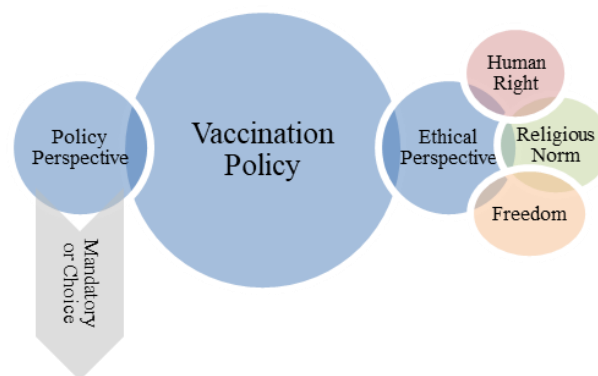 Policy
Perspective
Mandatory
or Choice
Vaccination
Policy
Ethical
Perspective
Human
Right
Religious
Norm
Freedom